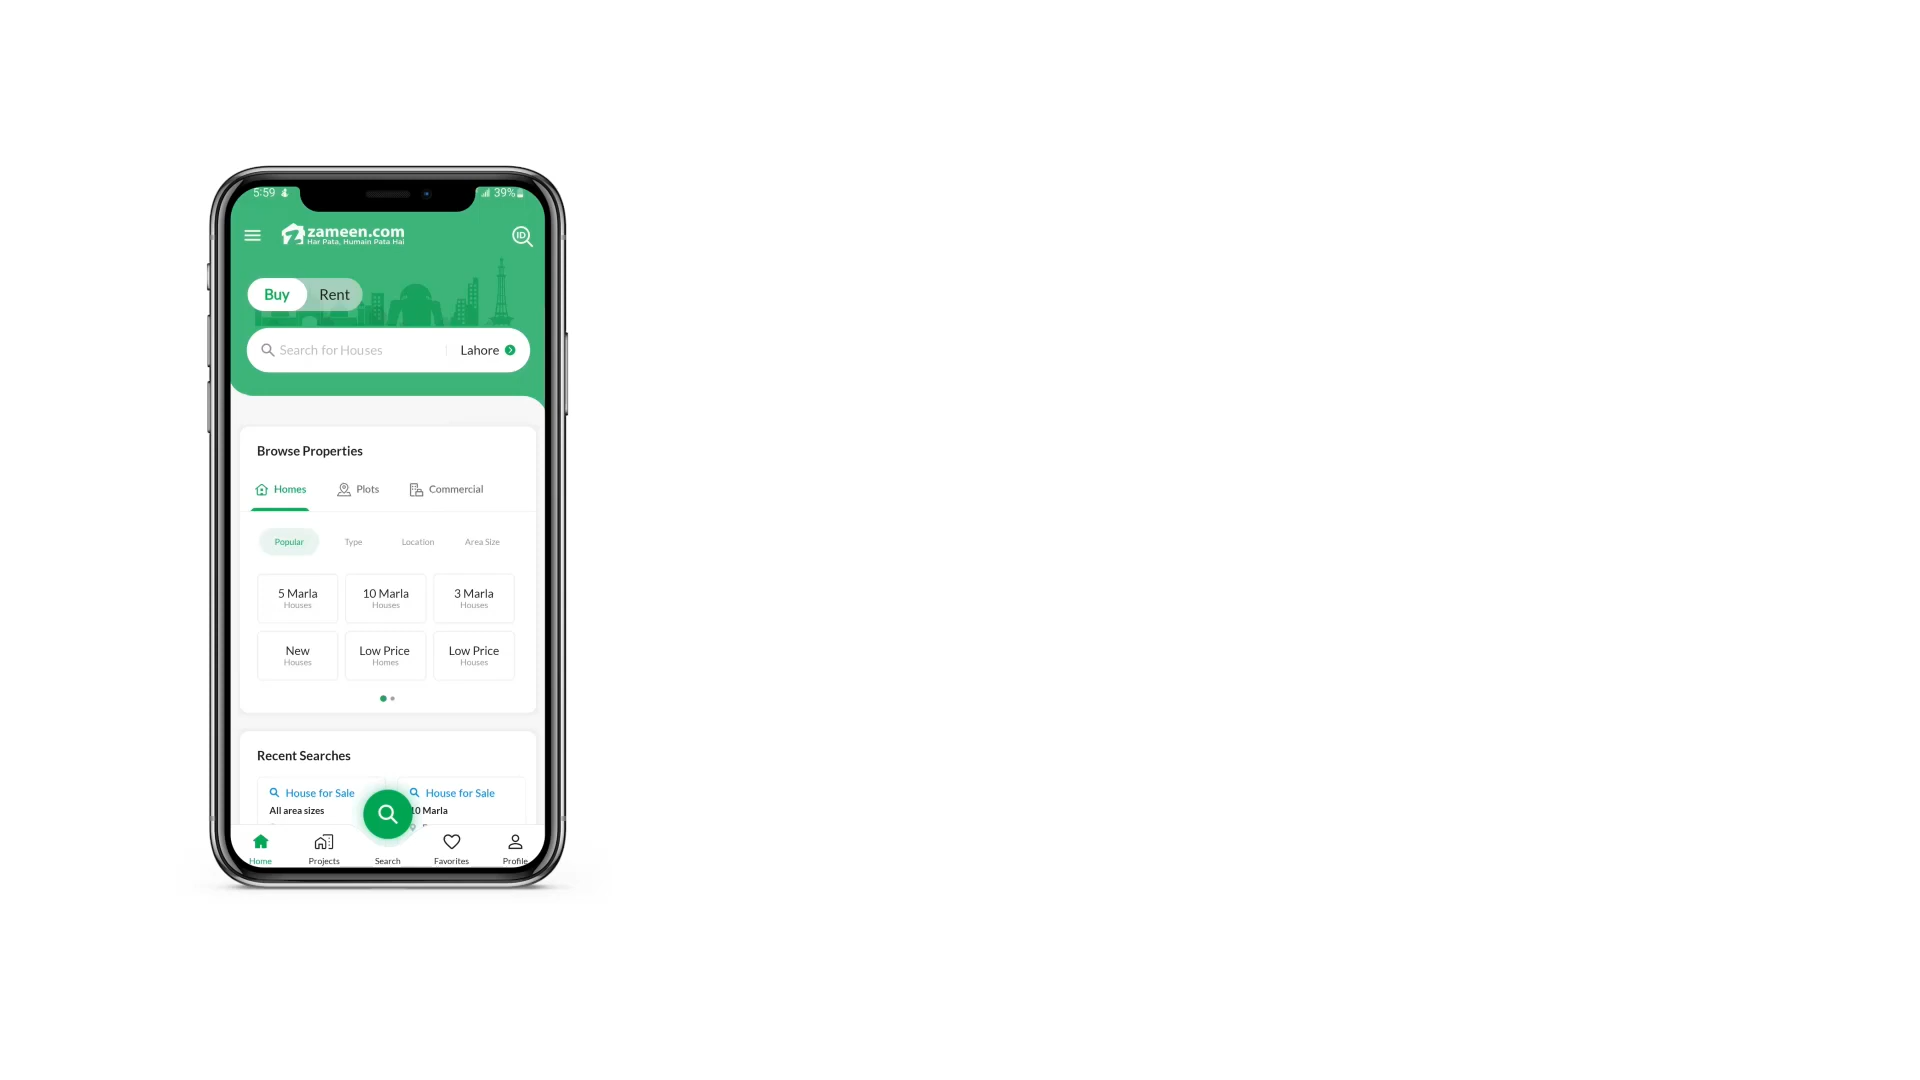 5:59
39%
zameen.com
Har Pata, Humain Pata Hai
ID
Buy
Rent
Search for Houses
Lahore
Browse Properties
Homes
Plots
Commercial
Popular
Type
Location
Area Size
5 Marla
Houses
10 Marla
Houses
3 Marla
Houses
New
Houses
Low Price
Homes
Low Price
Houses
Recent Searches
House for Sale
All area sizes
House for Sale
10 Marla
Home
Projects
Search
Favorites
Profile